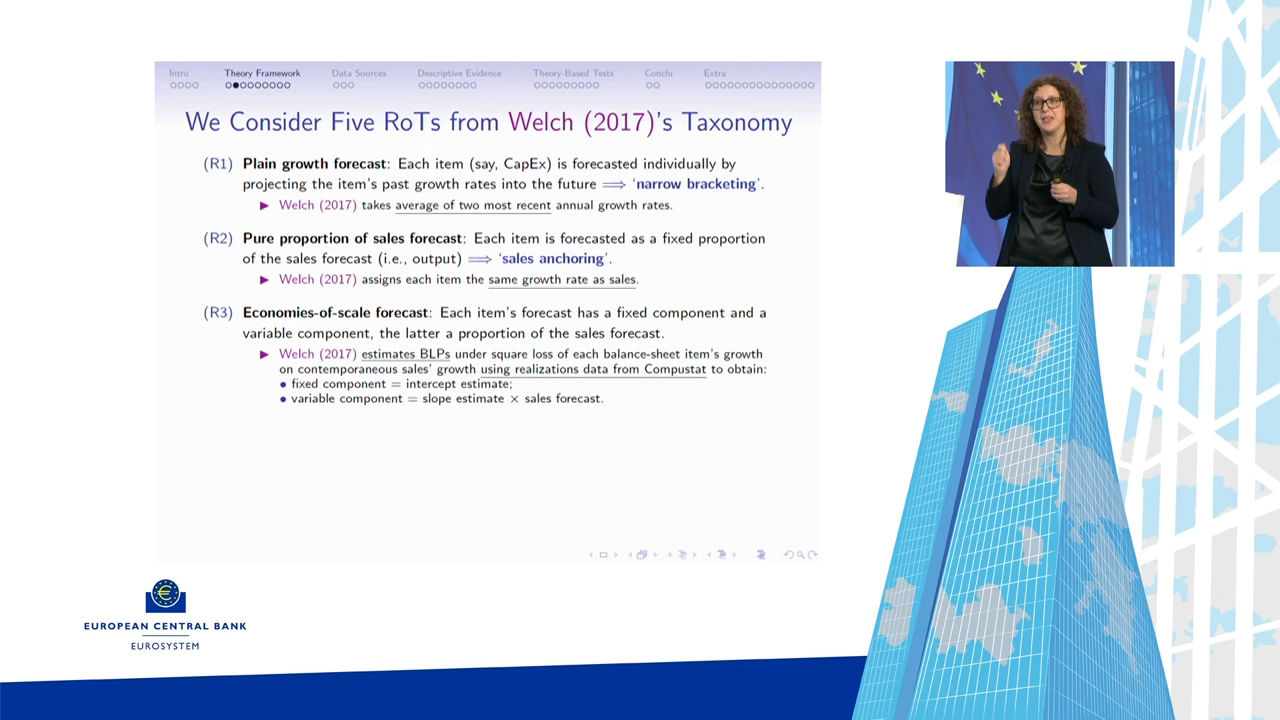 Intro Theory Framework Data Sources Descriptive Evidence Theory-Based Tests Conclu Extra
We Consider Five RoTs from Welch (2017)'s Taxonomy
(R1) Plain growth forecast: Each item (say, CapEx) is forecasted individually by
projecting the item's past growth rates into the future ⟹ 'narrow bracketing'.
▶ Welch (2017) takes average of two most recent annual growth rates.
(R2) Pure proportion of sales forecast: Each item is forecasted as a fixed proportion
of the sales forecast (i.e., output) ⟹ 'sales anchoring'.
▶ Welch (2017) assigns each item the same growth rate as sales.
(R3) Economies-of-scale forecast: Each item's forecast has a fixed component and a
variable component, the latter a proportion of the sales forecast.
▶ Welch (2017) estimates BLPs under square loss of each balance-sheet item's growth
on contemporaneous sales' growth using realizations data from Compustat to obtain:
• fixed component = intercept estimate;
• variable component = slope estimate × sales forecast.
EUROPEAN CENTRAL BANK
EUROSYSTEM